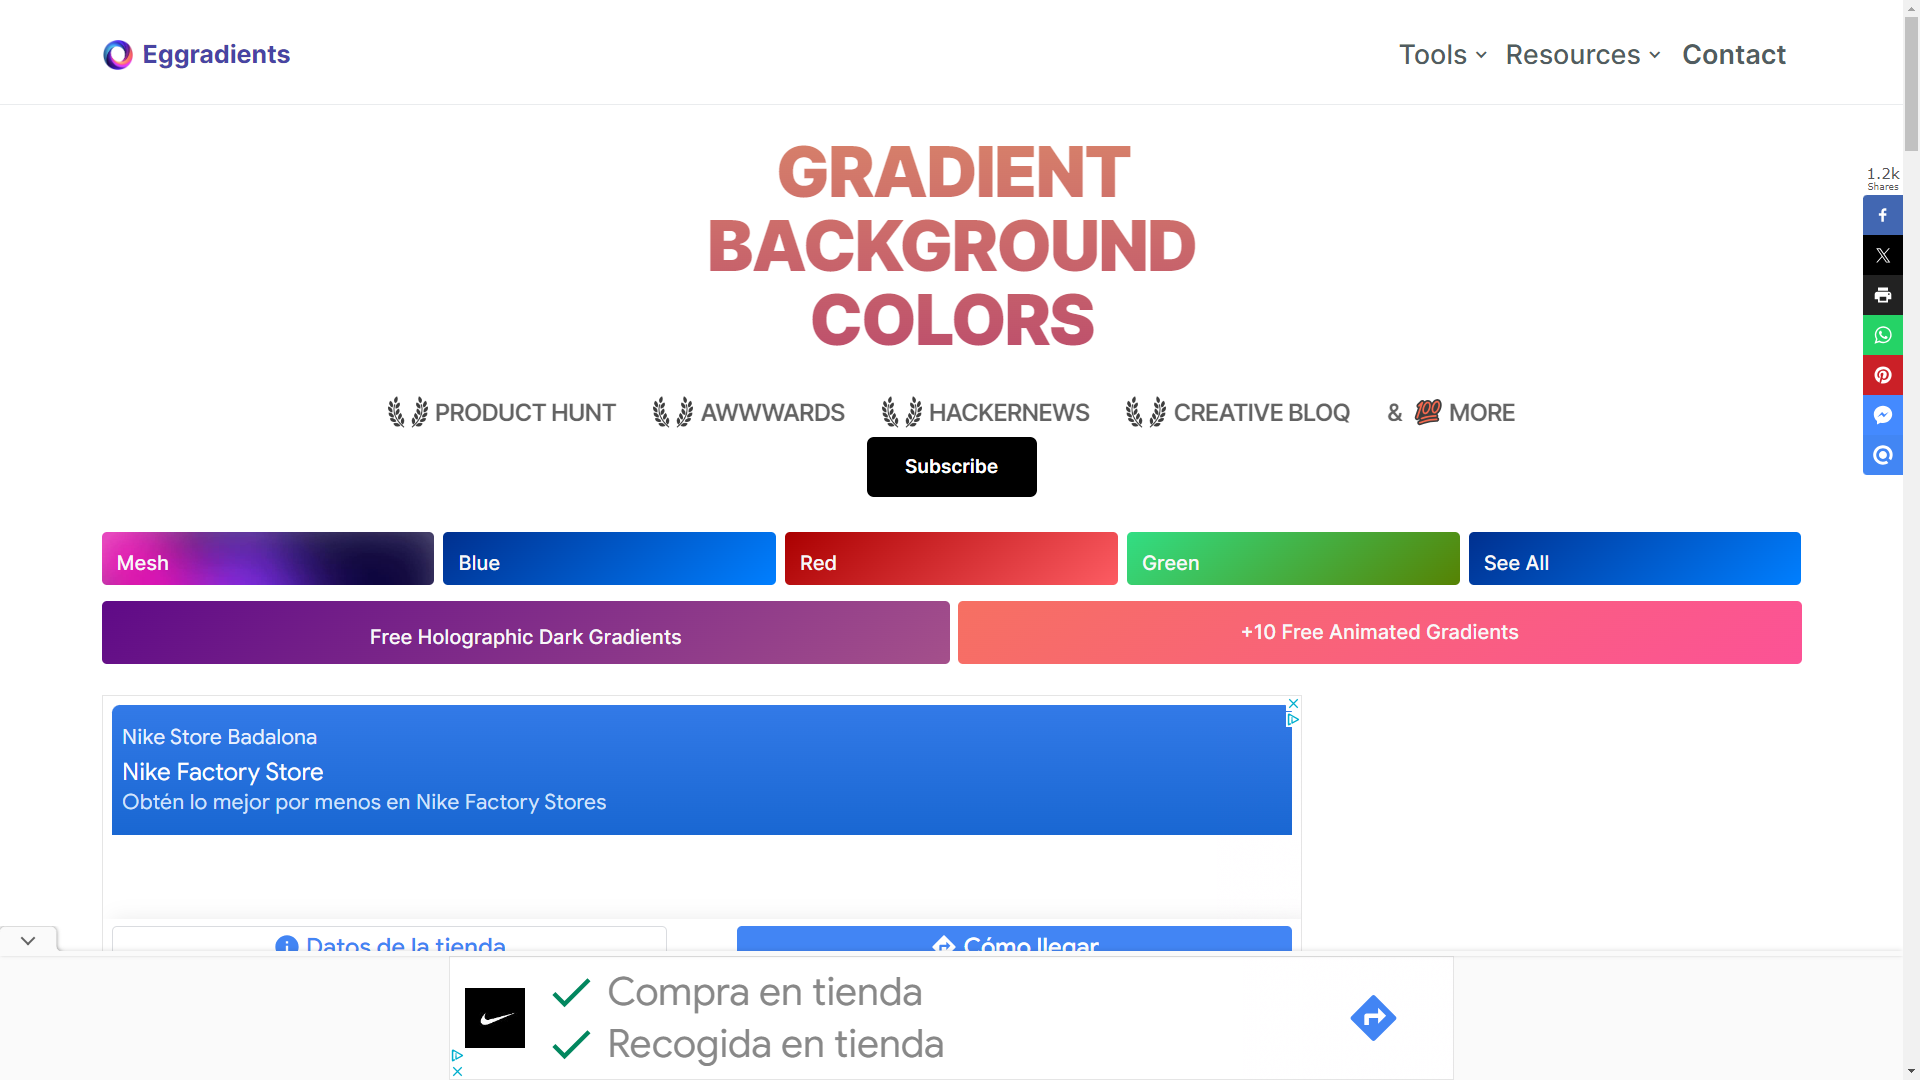 Eggradients
Tools
Resources
Contact
GRADIENT
BACKGROUND
COLORS
1.2k
Shares
PRODUCT HUNT
AWWWARDS
HACKERNEWS
CREATIVE BLOQ
& 💯 MORE
Subscribe
Mesh
Blue
Red
Green
See All
Free Holographic Dark Gradients
+10 Free Animated Gradients
Nike Store Badalona
Nike Factory Store
Obtén lo mejor por menos en Nike Factory Stores
Datos de la tienda
Cómo llegar
Compra en tienda
Recogida en tienda